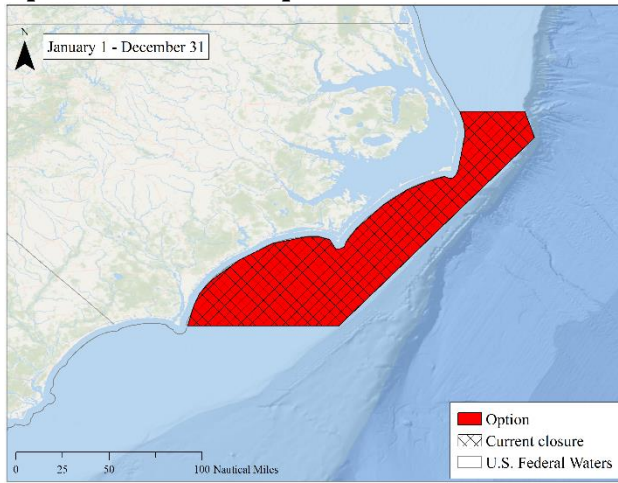 N
January 1 - December 31
Option
Current closure
U.S. Federal Waters
0 25 50 100 Nautical Miles